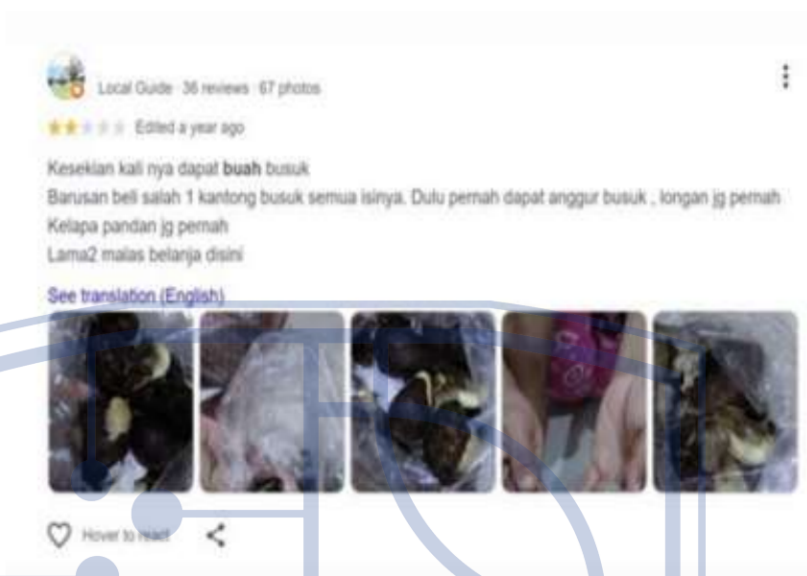 Local Guide · 36 reviews · 67 photos
Edited a year ago
Kesekian kali nya dapat buah busuk
Barusan beli salah 1 kantong busuk semua isinya. Dulu pernah dapat anggur busuk , longan jg pernah
Kelapa pandan jg pernah
Lama2 malas belanja disini
See translation (English)
Hover to react